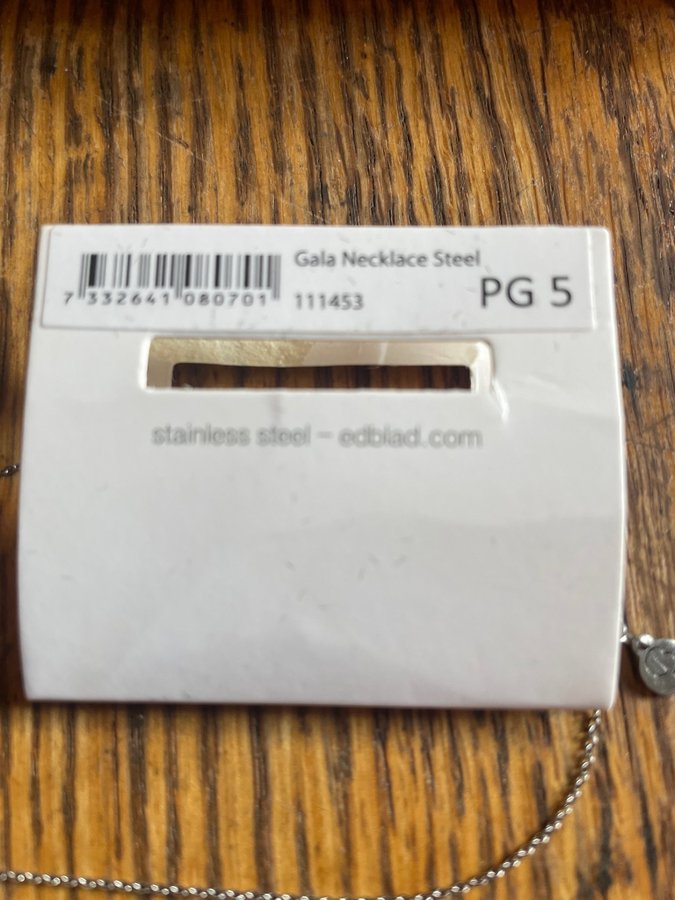 Gala Necklace Steel
7 332641 080701
111453
PG 5
stainless steel – edblad.com